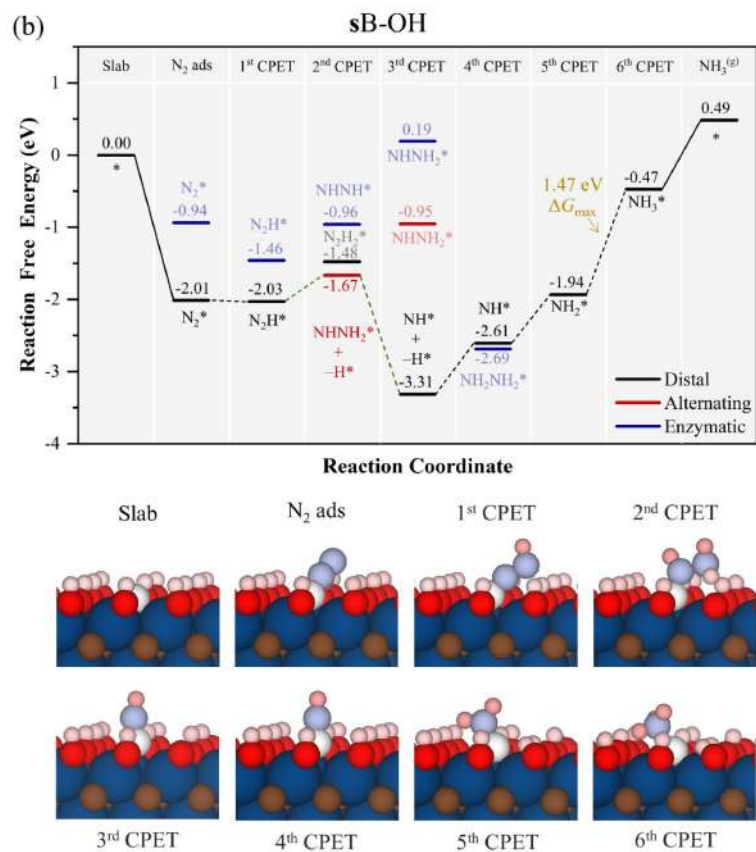 (b)
sB-OH
Slab N₂ ads 1ˢᵗ CPET 2ⁿᵈ CPET 3ʳᵈ CPET 4ᵗʰ CPET 5ᵗʰ CPET 6ᵗʰ CPET NH₃⁽ᵍ⁾
Reaction Free Energy (eV)
1
0
-1
-2
-3
-4
0.00
*
N₂*
-0.94
-2.01
N₂*
N₂H*
-1.46
-2.03
N₂H*
NHNH*
-0.96
N₂H₂*
-1.48
-1.67
NHNH₂*
+
–H*
0.19
NHNH₂*
-0.95
NHNH₂*
NH*
+
–H*
-3.31
NH*
-2.61
-2.69
NH₂NH₂*
-1.94
NH₂*
1.47 eV
ΔGmax
-0.47
NH₃*
0.49
*
Distal
Alternating
Enzymatic
Reaction Coordinate
Slab N₂ ads 1ˢᵗ CPET 2ⁿᵈ CPET
3ʳᵈ CPET 4ᵗʰ CPET 5ᵗʰ CPET 6ᵗʰ CPET